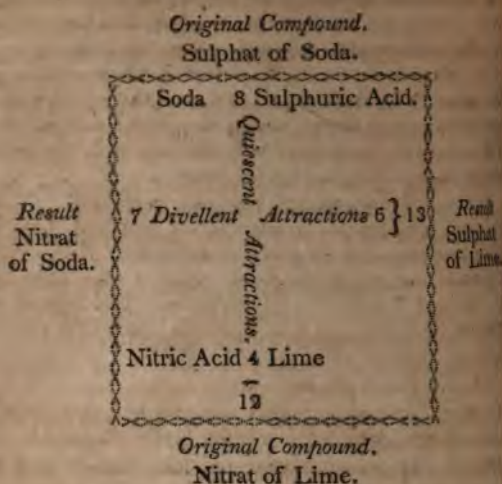 Original Compound.
Sulphat of Soda.
Soda 8 Sulphuric Acid.
Quiescent Attractions.
Result
Nitrat
of Soda.
7 Divellent Attractions 6 } 13
Result
Sulphat
of Lime.
Nitric Acid 4 Lime
12
Original Compound.
Nitrat of Lime.